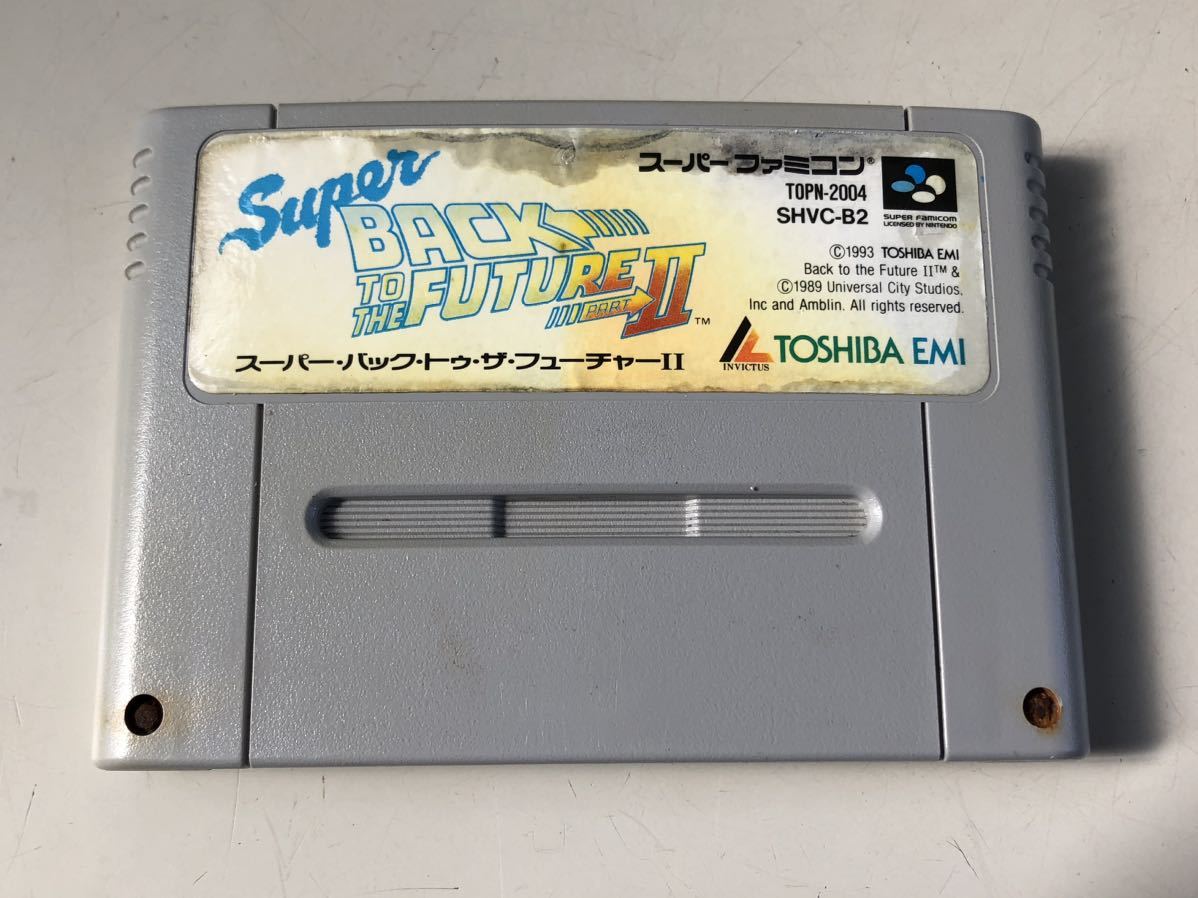 Super
BACK
TO
THE FUTURE
PART II™
スーパー・バック・トゥ・ザ・フューチャーII
スーパーファミコン®
TOPN-2004
SHVC-B2
SUPER FAMICOM
LICENSED BY NINTENDO
©1993 TOSHIBA EMI
Back to the Future II™ &
©1989 Universal City Studios,
Inc and Amblin. All rights reserved.
INVICTUS
TOSHIBA EMI